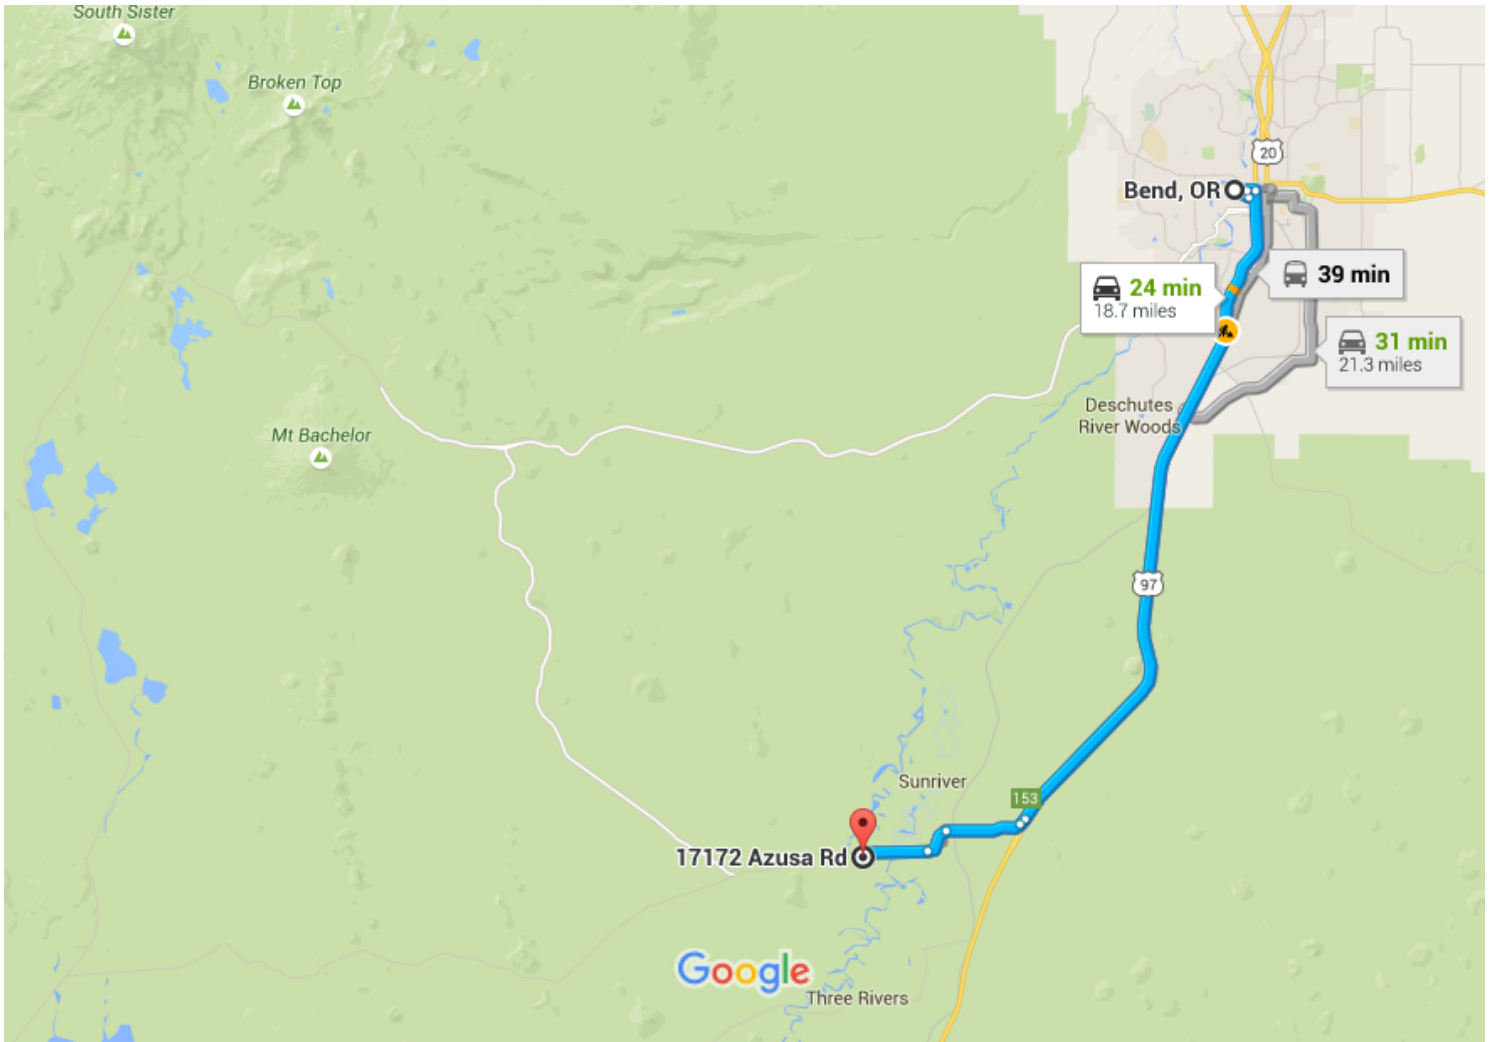 South Sister
Broken Top
20
Bend, OR
24 min
18.7 miles
39 min
31 min
21.3 miles
Deschutes
River Woods
Mt Bachelor
97
Sunriver
153
17172 Azusa Rd
Google
Three Rivers